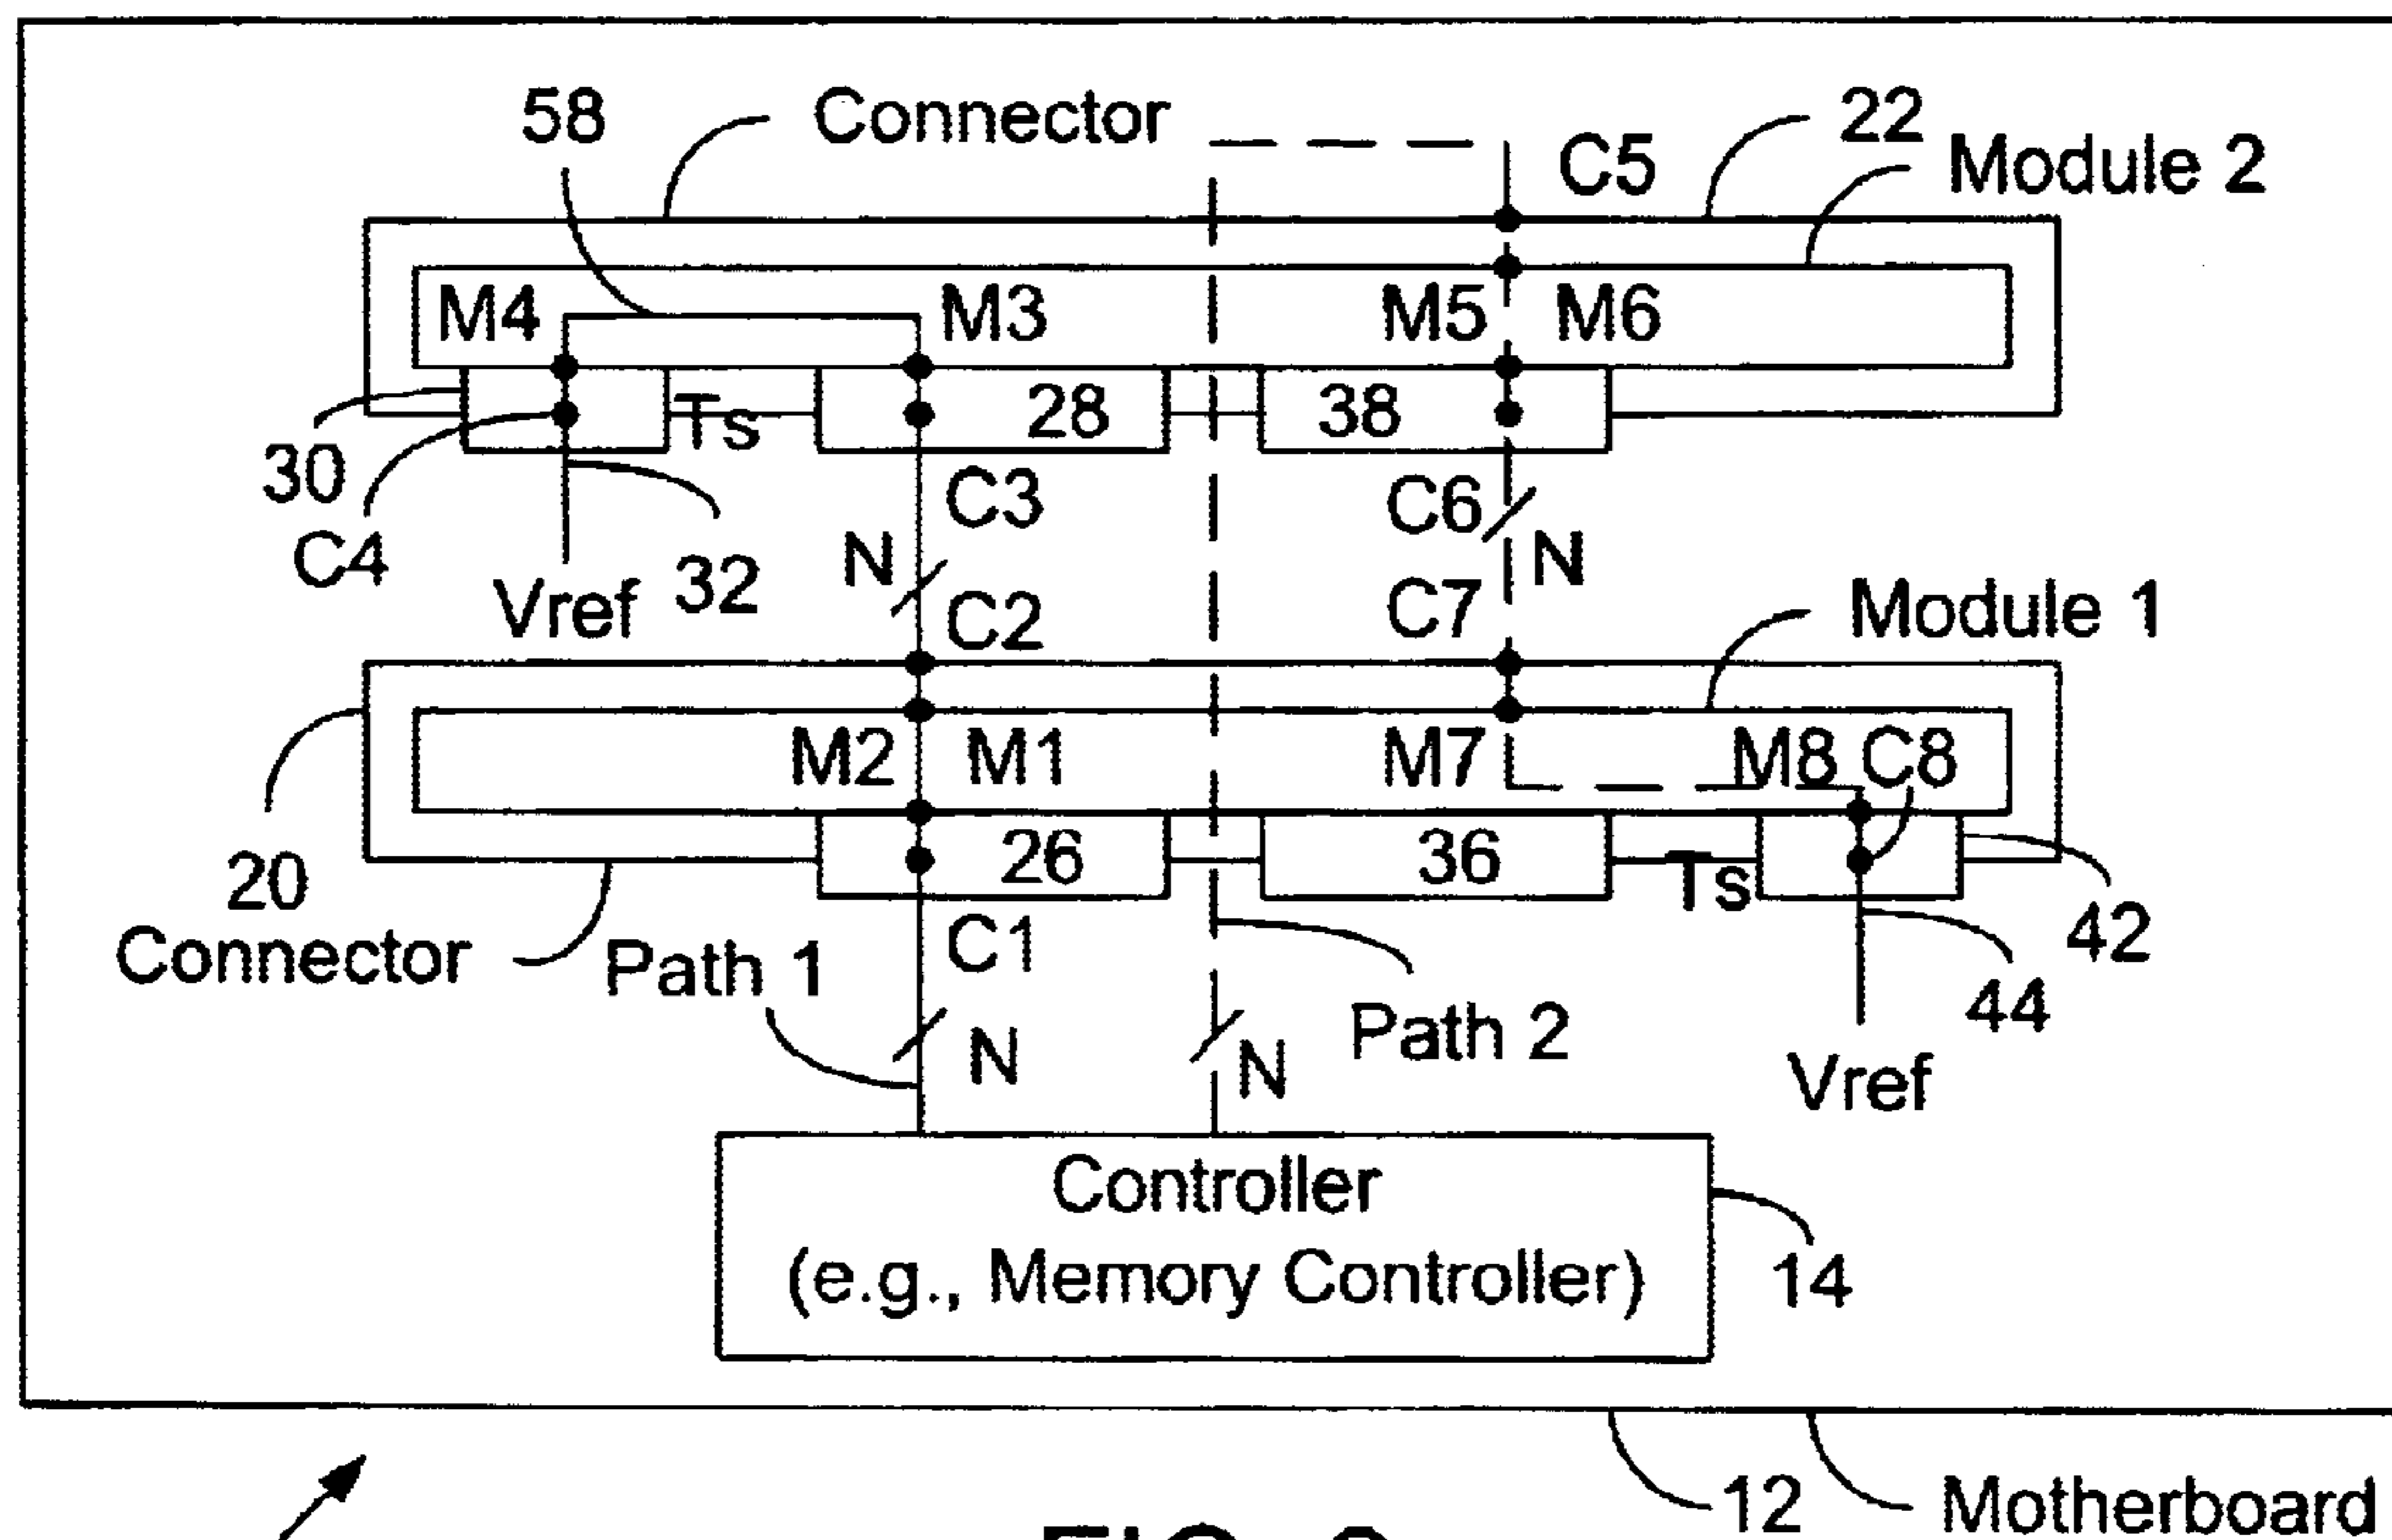 58
Connector
22
C5
Module 2
M4
M3
M5
M6
Ts
28
38
30
C3
C6
C4
N
N
Vref
32
C2
C7
Module 1
M2
M1
M7
M8
C8
20
26
36
Ts
42
Connector
Path 1
C1
44
Path 2
N
N
Vref
Controller
(e.g., Memory Controller)
14
12
Motherboard